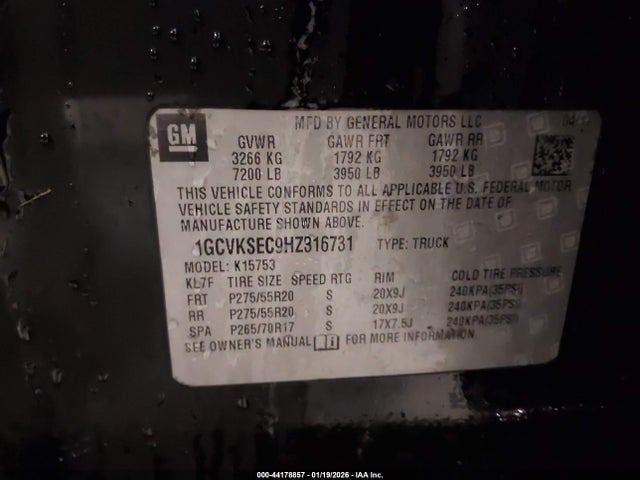 GM
MFD BY GENERAL MOTORS LLC
GVWR GAWR FRT GAWR RR
3266 KG 1792 KG 1792 KG
7200 LB 3950 LB 3950 LB
THIS VEHICLE CONFORMS TO ALL APPLICABLE U.S. FEDERAL MOTOR
VEHICLE SAFETY STANDARDS IN EFFECT ON THE DATE OF
MANUFACTURE SHOWN ABOVE.
1GCVKSEC9HZ316731 TYPE: TRUCK
MODEL: K15753
KL7F TIRE SIZE SPEED RTG RIM COLD TIRE PRESSURE
FRT P275/55R20 S 20X9J 240KPA(35PSI)
RR P275/55R20 S 20X9J 240KPA(35PSI)
SPA P265/70R17 S 17X7.5J 240KPA(35PSI)
SEE OWNER'S MANUAL FOR MORE INFORMATION.
000-44178857 - 01/19/2026 - IAA Inc.